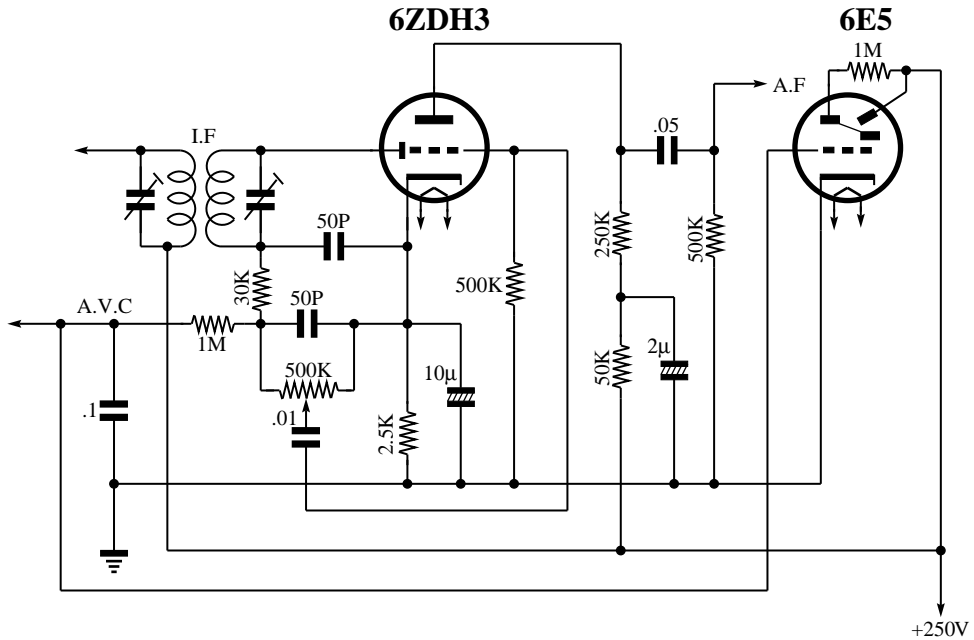 6ZDH3
6E5
1M
A.F
I.F
.05
50P
250K
500K
30K
500K
A.V.C
50P
1M
50K
2μ
500K
10μ
.1
.01
2.5K
+250V